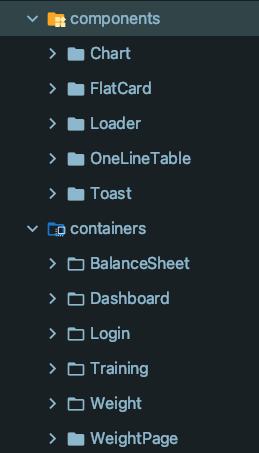 components
Chart
FlatCard
Loader
OneLineTable
Toast
containers
BalanceSheet
Dashboard
Login
Training
Weight
WeightPage